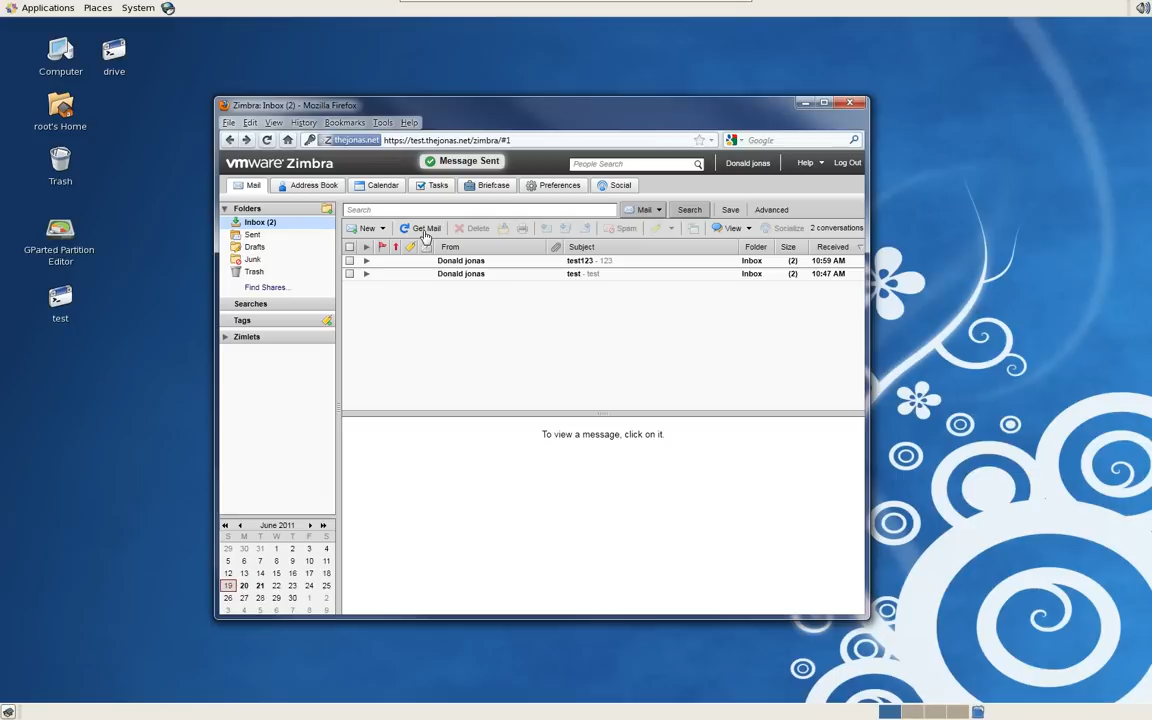 Applications Places System
Computer
drive
root's Home
Trash
GParted Partition
Editor
test
Zimbra: Inbox (2) - Mozilla Firefox
File Edit View History Bookmarks Tools Help
thejonas.net https://test.thejonas.net/zimbra/#1
Google
vmware Zimbra
Message Sent
People Search
Donald jonas
Help
Log Out
Mail Address Book Calendar Tasks Briefcase Preferences Social
Folders
Inbox (2)
Sent
Drafts
Junk
Trash
Find Shares...
Searches
Tags
Zimlets
Search
Mail
Search
Save
Advanced
New Get Mail Delete Spam View Socialize 2 conversations
From Subject Folder Size Received
Donald jonas test123 - 123 Inbox (2) 10:59 AM
Donald jonas test - test Inbox (2) 10:47 AM
To view a message, click on it.
June 2011
S M T W T F S
29 30 31 1 2 3 4
5 6 7 8 9 10 11
12 13 14 15 16 17 18
19 20 21 22 23 24 25
26 27 28 29 30 1 2
3 4 5 6 7 8 9